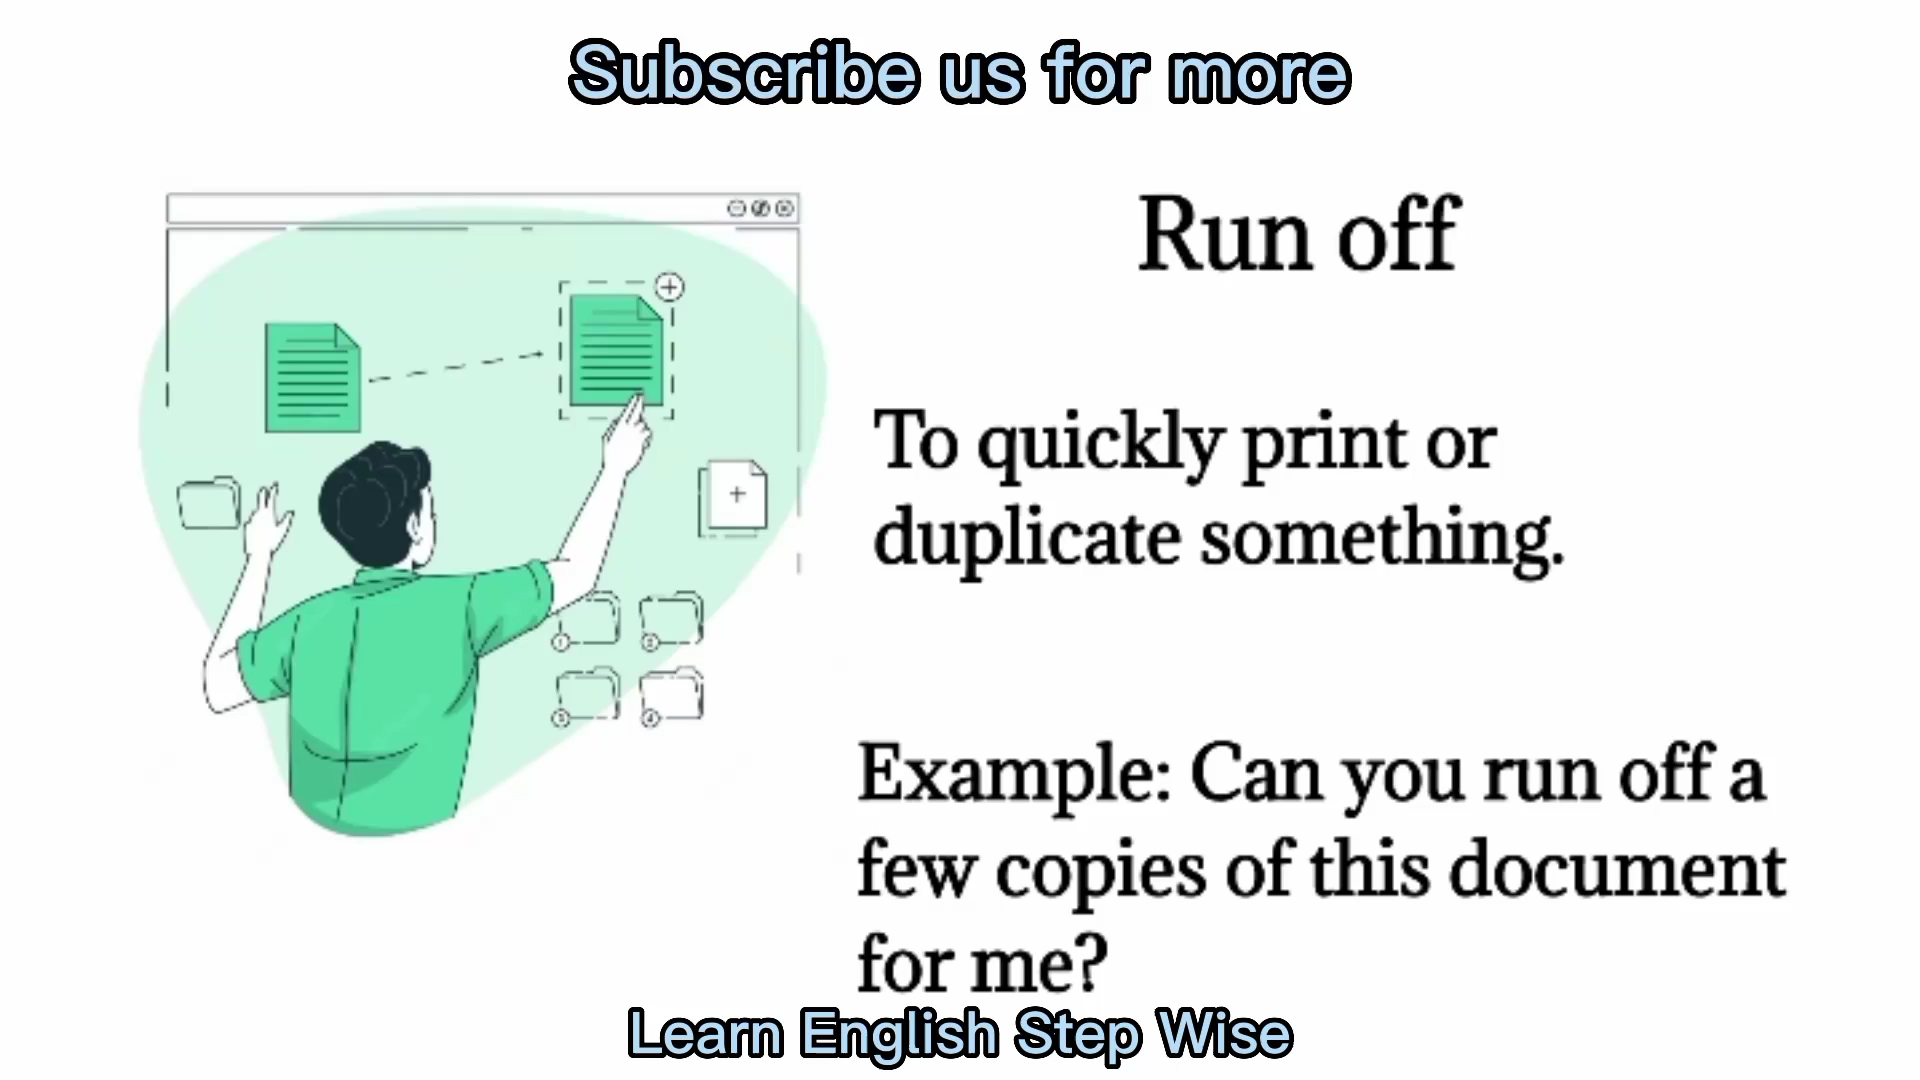 Subscribe us for more
Run off
To quickly print or
duplicate something.
Example: Can you run off a
few copies of this document
for me?
Learn English Step Wise